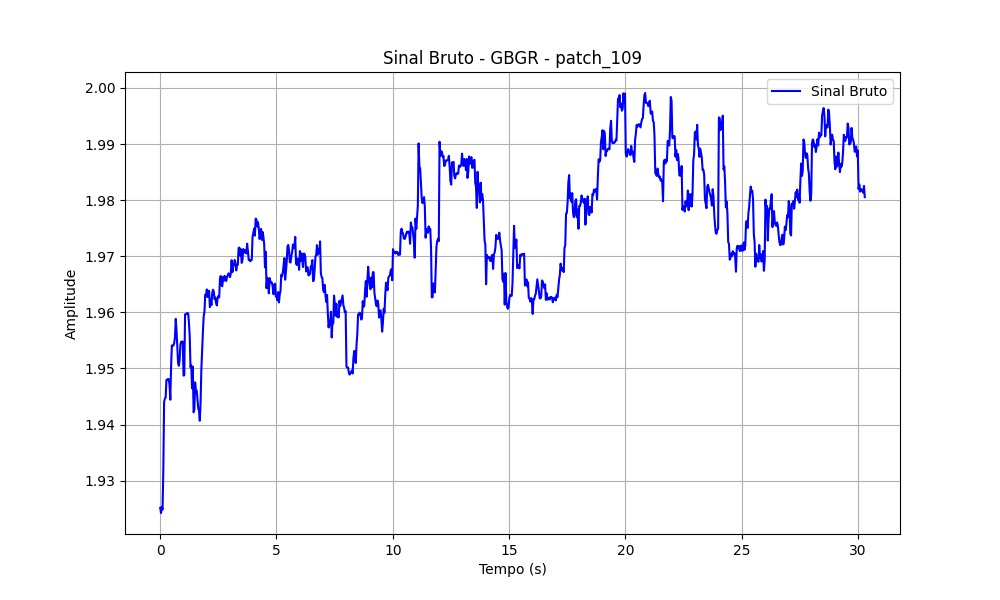 Sinal Bruto - GBGR - patch_109
Sinal Bruto
2.00
1.99
1.98
1.97
1.96
1.95
1.94
1.93
Amplitude
0 5 10 15 20 25 30
Tempo (s)